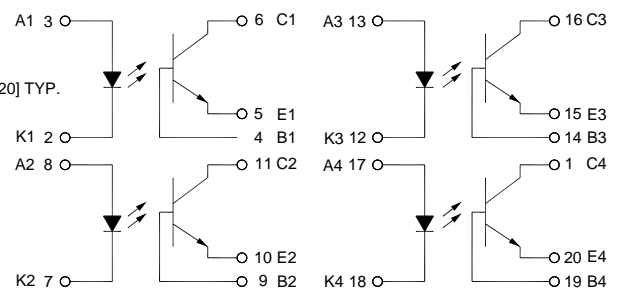 A1 3 6 C1
20] TYP.
5 E1
K1 2 4 B1
A2 8 11 C2
10 E2
K2 7 9 B2
A3 13 16 C3
15 E3
K3 12 14 B3
A4 17 1 C4
20 E4
K4 18 19 B4